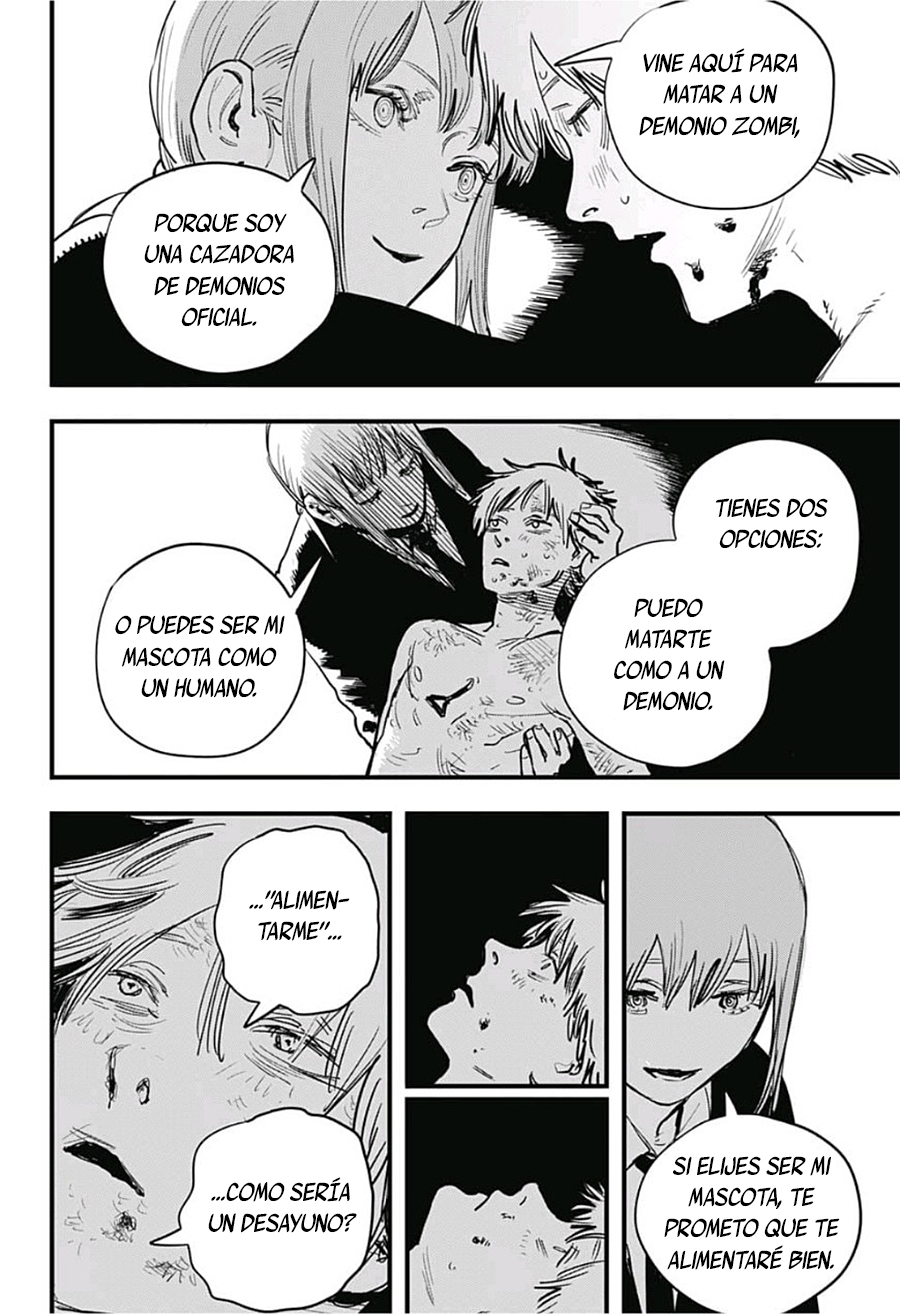 VINE AQUÍ PARA
MATAR A UN
DEMONIO ZOMBI,
PORQUE SOY
UNA CAZADORA
DE DEMONIOS
OFICIAL.
TIENES DOS
OPCIONES:
PUEDO
MATARTE
COMO A UN
DEMONIO.
O PUEDES SER MI
MASCOTA COMO
UN HUMANO.
SI ELIJES SER MI
MASCOTA, TE
PROMETO QUE TE
ALIMENTARÉ BIEN.
..."ALIMEN-
TARME"...
...COMO SERÍA
UN DESAYUNO?